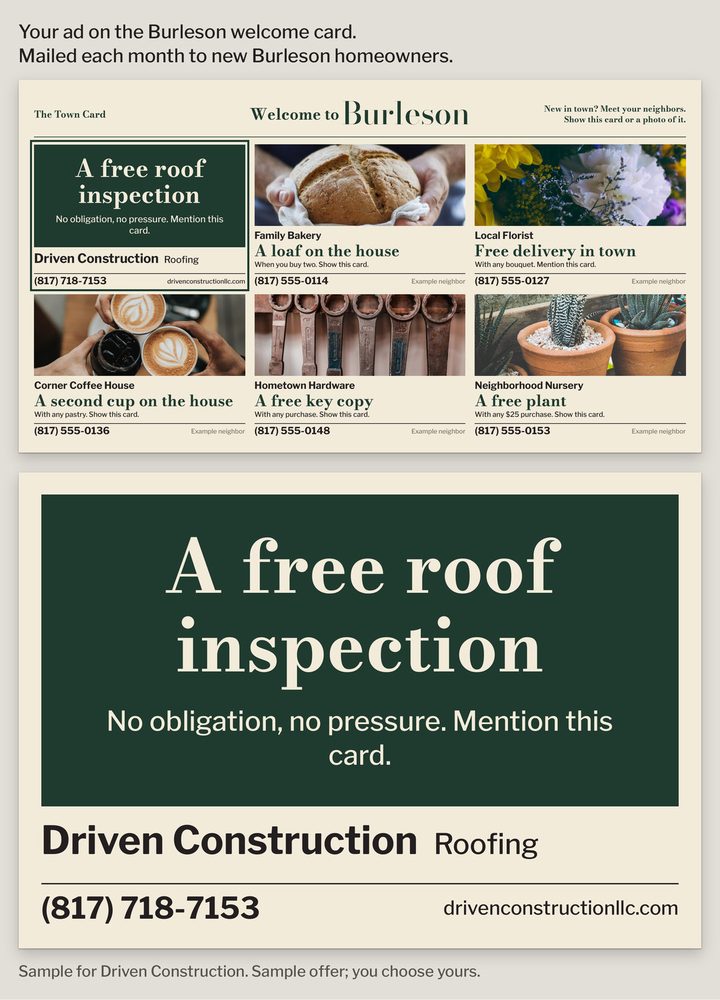 Your ad on the Burleson welcome card.
Mailed each month to new Burleson homeowners.
The Town Card
Welcome to Burleson
New in town? Meet your neighbors.
Show this card or a photo of it.
A free roof
inspection
No obligation, no pressure. Mention this
card.
Driven Construction Roofing
(817) 718-7153 drivenconstructionllc.com
Family Bakery
A loaf on the house
When you buy two. Show this card.
(817) 555-0114 Example neighbor
Local Florist
Free delivery in town
With any bouquet. Mention this card.
(817) 555-0127 Example neighbor
Corner Coffee House
A second cup on the house
With any pastry. Show this card.
(817) 555-0136 Example neighbor
Hometown Hardware
A free key copy
With any purchase. Show this card.
(817) 555-0148 Example neighbor
Neighborhood Nursery
A free plant
With any $25 purchase. Show this card.
(817) 555-0153 Example neighbor
A free roof
inspection
No obligation, no pressure. Mention this
card.
Driven Construction Roofing
(817) 718-7153 drivenconstructionllc.com
Sample for Driven Construction. Sample offer; you choose yours.